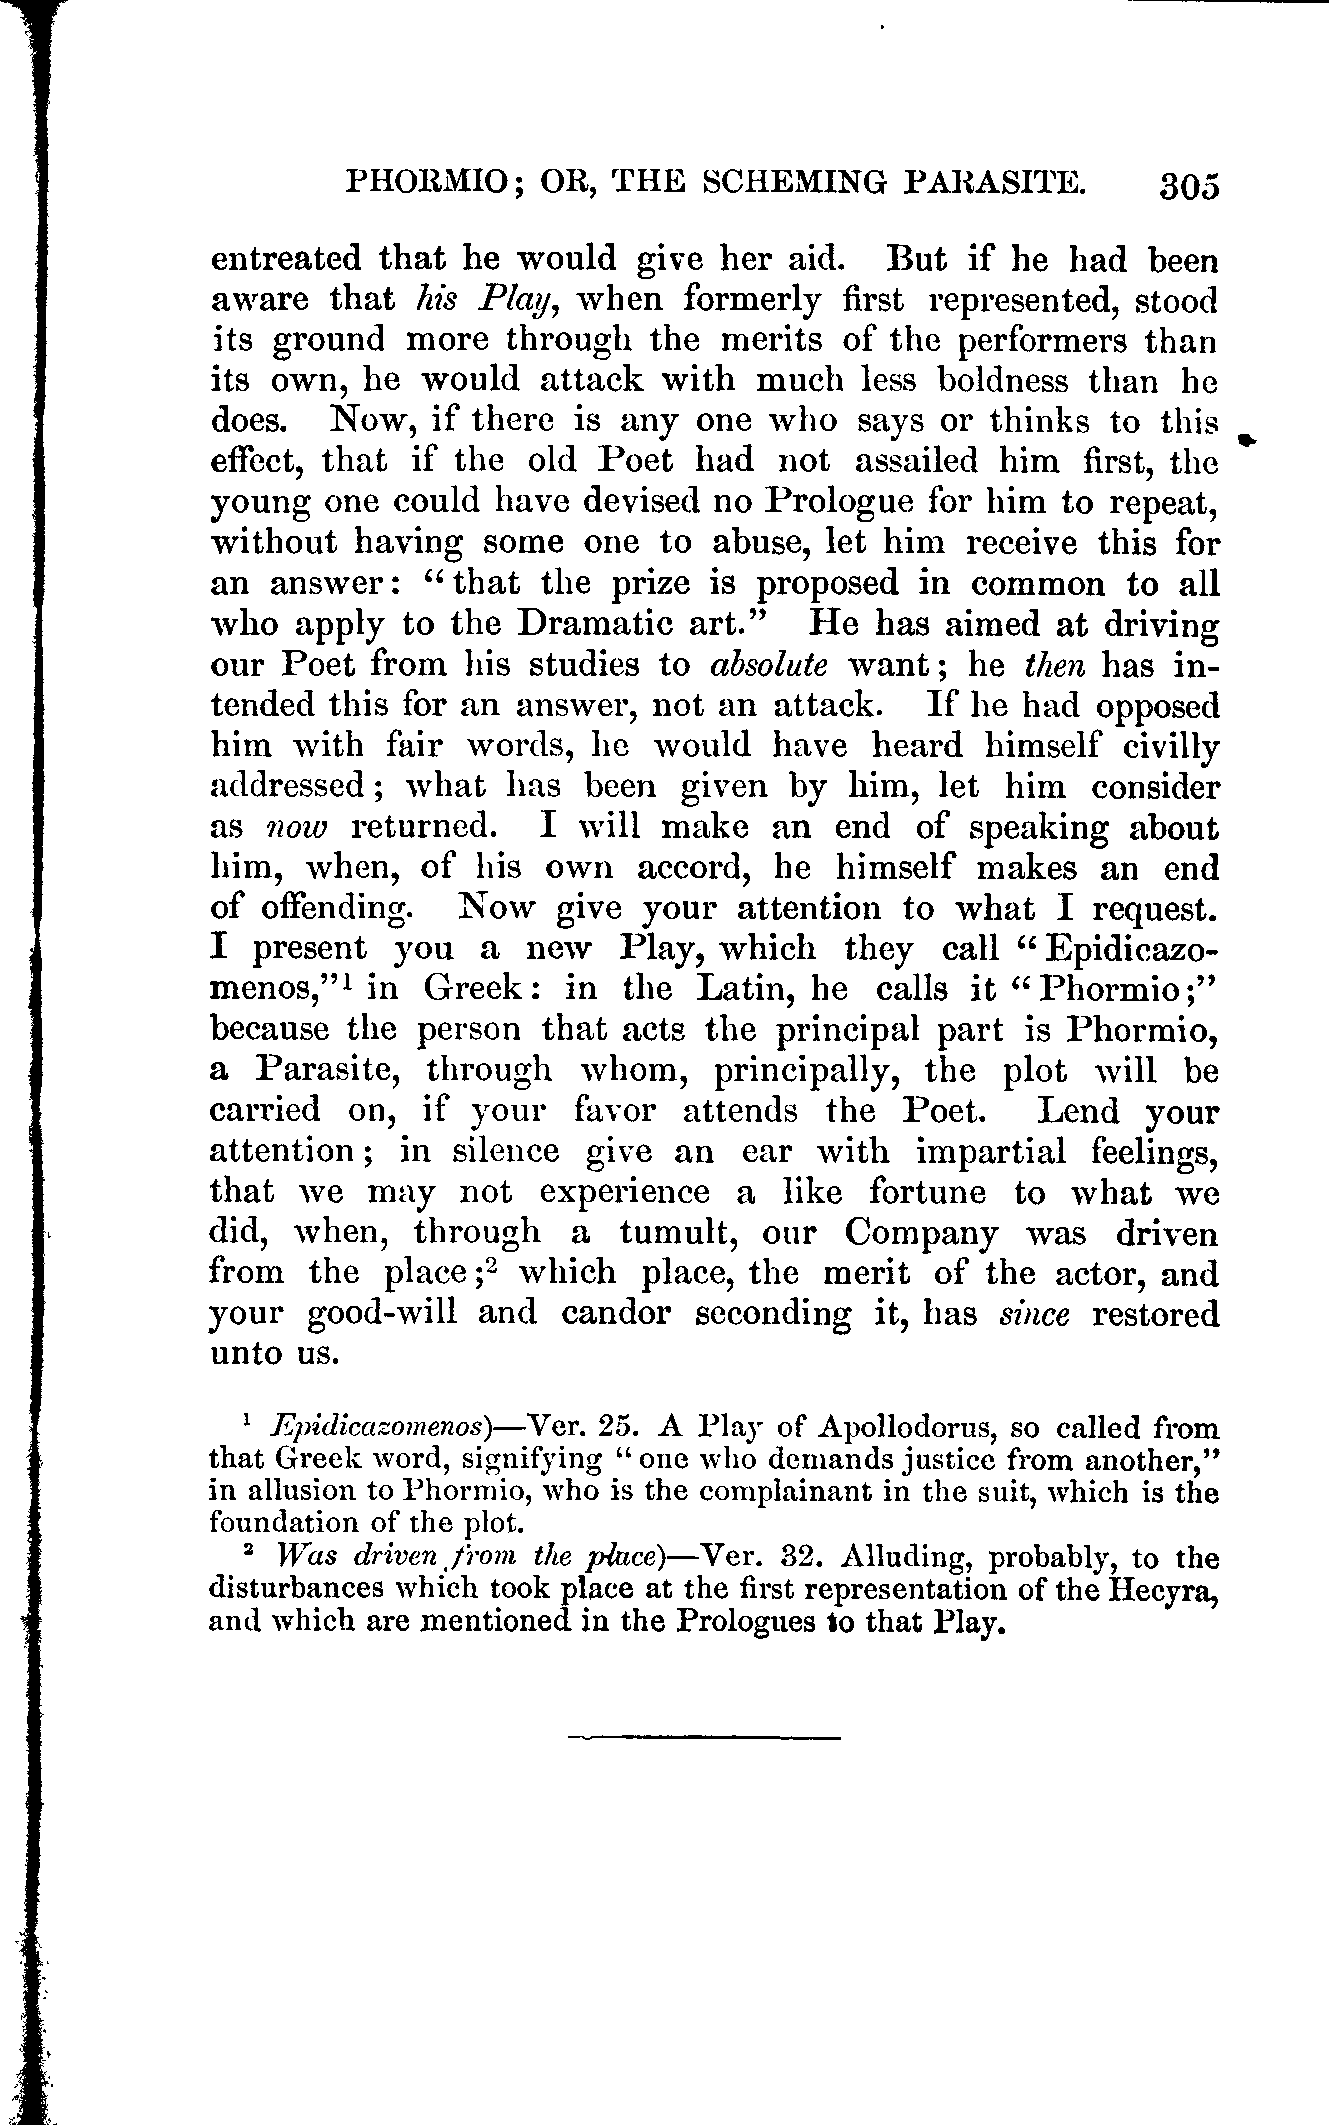 PHORMIO; OR, THE SCHEMING PARASITE. 305
entreated that he would give her aid. But if he had been
aware that his Play, when formerly first represented, stood
its ground more through the merits of the performers than
its own, he would attack with much less boldness than he
does. Now, if there is any one who says or thinks to this
effect, that if the old Poet had not assailed him first, the
young one could have devised no Prologue for him to repeat,
without having some one to abuse, let him receive this for
an answer: "that the prize is proposed in common to all
who apply to the Dramatic art." He has aimed at driving
our Poet from his studies to absolute want; he then has in-
tended this for an answer, not an attack. If he had opposed
him with fair words, he would have heard himself civilly
addressed; what has been given by him, let him consider
as now returned. I will make an end of speaking about
him, when, of his own accord, he himself makes an end
of offending. Now give your attention to what I request.
I present you a new Play, which they call "Epidicazo-
menos,"¹ in Greek: in the Latin, he calls it "Phormio;"
because the person that acts the principal part is Phormio,
a Parasite, through whom, principally, the plot will be
carried on, if your favor attends the Poet. Lend your
attention; in silence give an ear with impartial feelings,
that we may not experience a like fortune to what we
did, when, through a tumult, our Company was driven
from the place;² which place, the merit of the actor, and
your good-will and candor seconding it, has since restored
unto us.
¹ Epidicazomenos)—Ver. 25. A Play of Apollodorus, so called from
that Greek word, signifying "one who demands justice from another,"
in allusion to Phormio, who is the complainant in the suit, which is the
foundation of the plot.
² Was driven from the place)—Ver. 32. Alluding, probably, to the
disturbances which took place at the first representation of the Hecyra,
and which are mentioned in the Prologues to that Play.